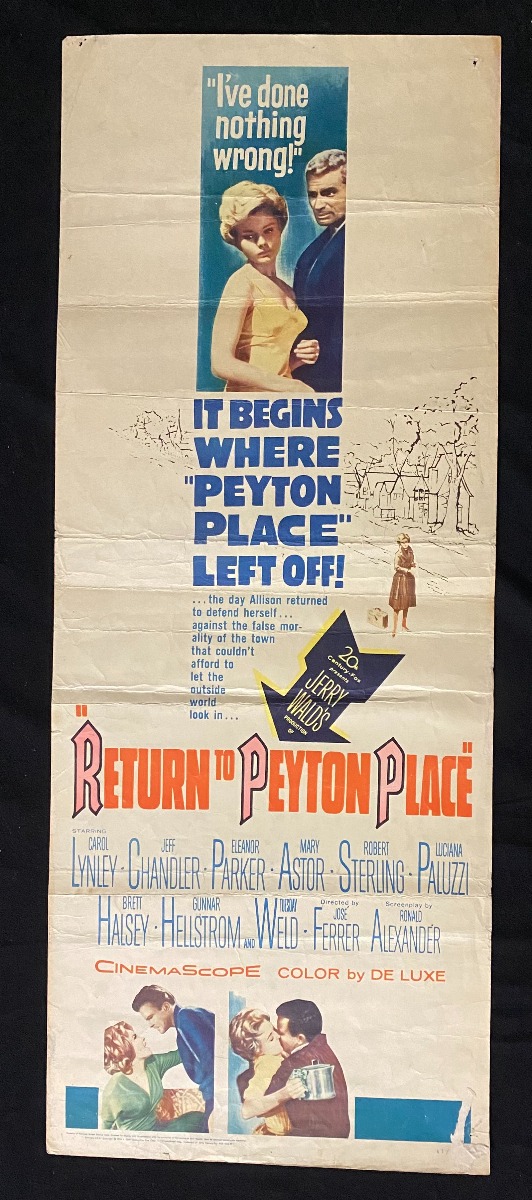 "I've done
nothing
wrong!"
IT BEGINS
WHERE
"PEYTON
PLACE"
LEFT OFF!
...the day Allison returned
to defend herself...
against the false mor-
ality of the town
that couldn't
afford to
let the
outside
world
look in...
20th
Century-Fox
presents
JERRY
WALD'S
PRODUCTION
OF
"RETURN TO PEYTON PLACE"
STARRING
CAROL LYNLEY · JEFF CHANDLER · ELEANOR PARKER · MARY ASTOR · ROBERT STERLING · LUCIANA PALUZZI
BRETT HALSEY · GUNNAR HELLSTROM AND TUESDAY WELD · Directed by JOSÉ FERRER · Screenplay by RONALD ALEXANDER
CINEMASCOPE COLOR by DE LUXE